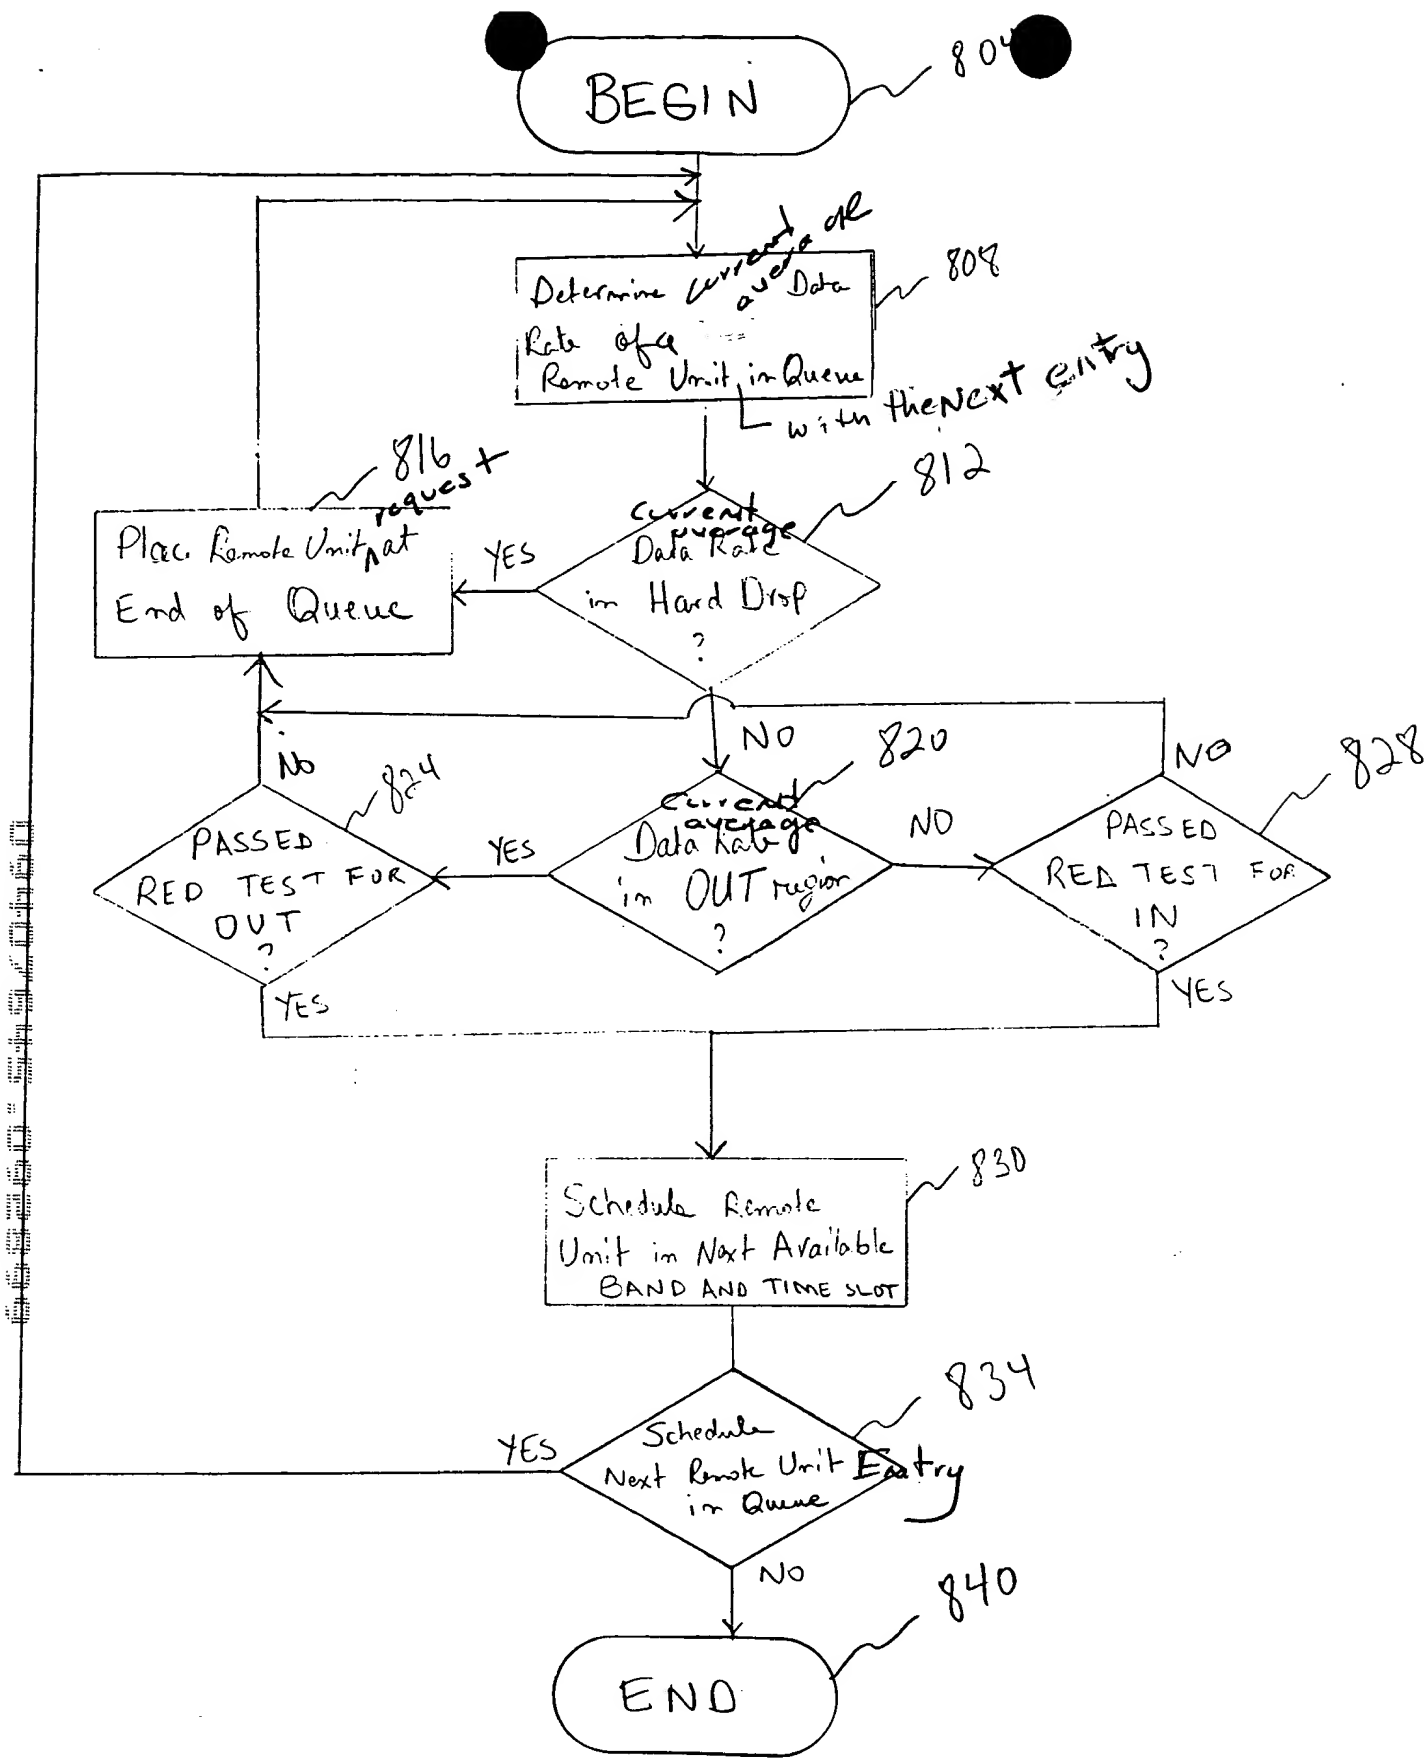 BEGIN
804
Determine current average Data
Rate of a
Remote Unit in Queue
with the Next entry
808
816
request
Place Remote Unit ^ at
End of Queue
YES
812
current
average
Data Rate
in Hard Drop
?
NO
820
current
average
Data Rate
in OUT region
?
YES
NO
No
824
PASSED
RED TEST FOR
OUT
?
YES
NO
828
PASSED
RED TEST FOR
IN
?
YES
830
Schedule Remote
Unit in Next Available
BAND AND TIME SLOT
834
Schedule
Next Remote Unit Entry
in Queue
YES
NO
840
END